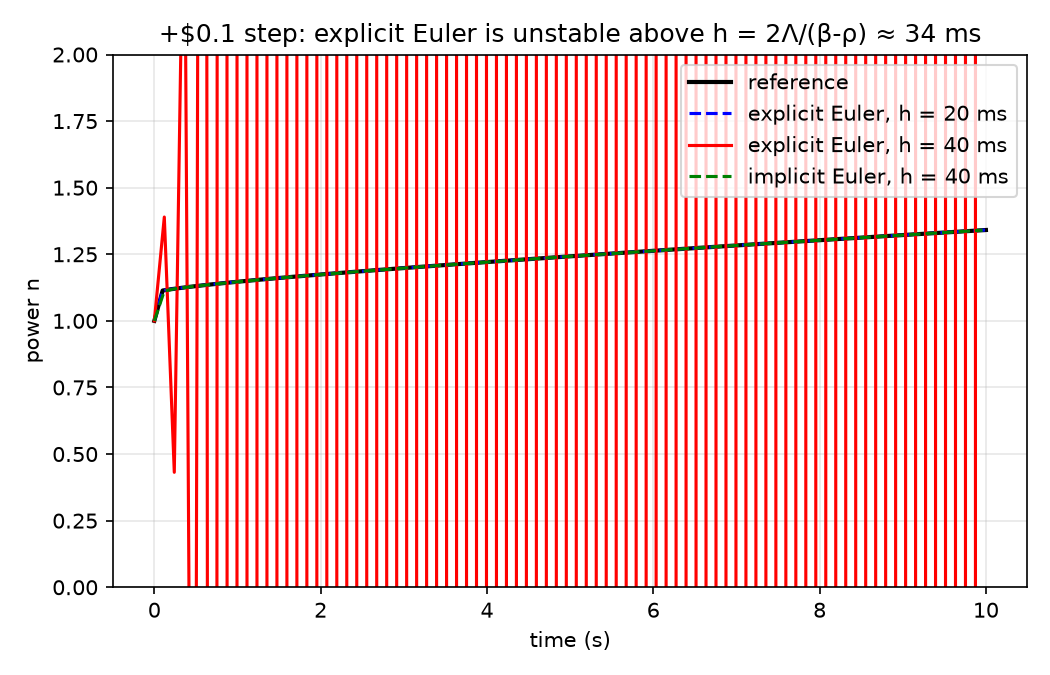 +$0.1 step: explicit Euler is unstable above h = 2Λ/(β-ρ) ≈ 34 ms
2.00
1.75
1.50
1.25
1.00
0.75
0.50
0.25
0.00
power n
reference
explicit Euler, h = 20 ms
explicit Euler, h = 40 ms
implicit Euler, h = 40 ms
0
2
4
6
8
10
time (s)